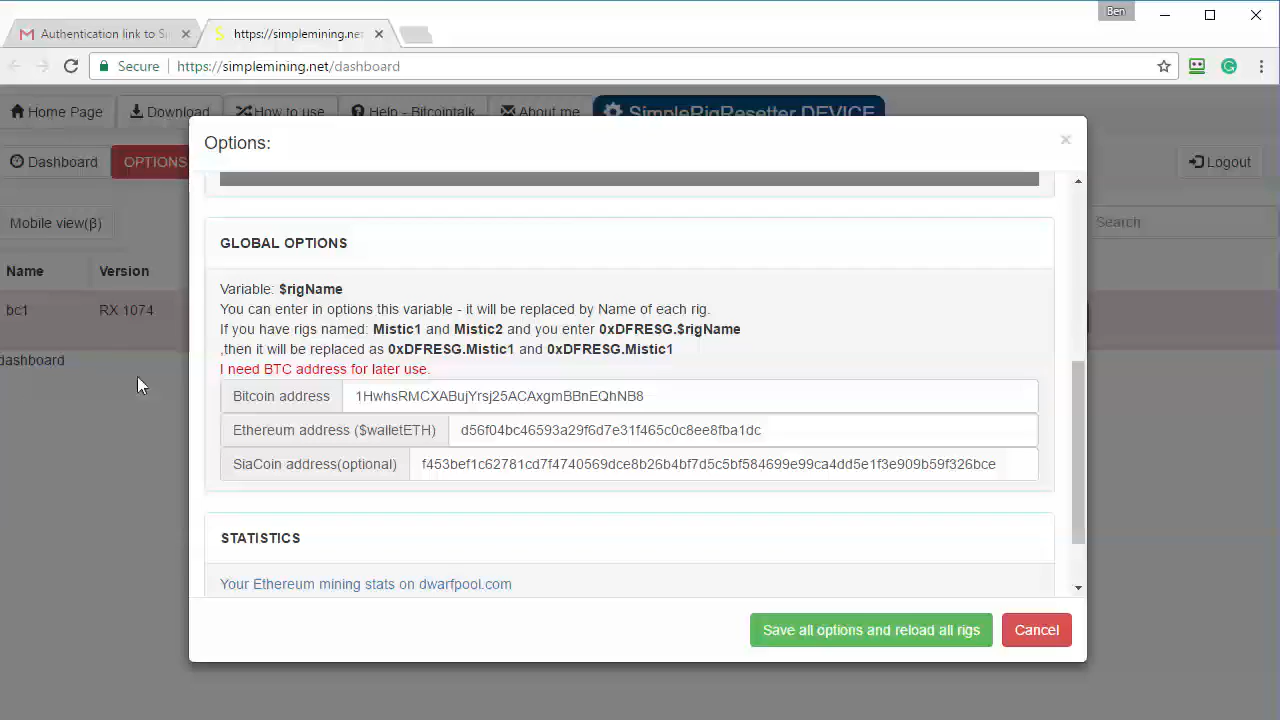 Ben
Authentication link to Si
https://simplemining.ne
Secure
https://simplemining.net/dashboard
Home Page
Download
How to use
Help - Bitcointalk
About me
SimpleRigResetter DEVICE
Options:
×
Dashboard
OPTIONS
Logout
Mobile view(β)
Search
GLOBAL OPTIONS
Name
Version
Variable: $rigName
You can enter in options this variable - it will be replaced by Name of each rig.
bc1
RX 1074
If you have rigs named: Mistic1 and Mistic2 and you enter 0xDFRESG.$rigName
,then it will be replaced as 0xDFRESG.Mistic1 and 0xDFRESG.Mistic1
dashboard
I need BTC address for later use.
Bitcoin address
1HwhsRMCXABujYrsj25ACAxgmBBnEQhNB8
Ethereum address ($walletETH)
d56f04bc46593a29f6d7e31f465c0c8ee8fba1dc
SiaCoin address(optional)
f453bef1c62781cd7f4740569dce8b26b4bf7d5c5bf584699e99ca4dd5e1f3e909b59f326bce
STATISTICS
Your Ethereum mining stats on dwarfpool.com
Save all options and reload all rigs
Cancel